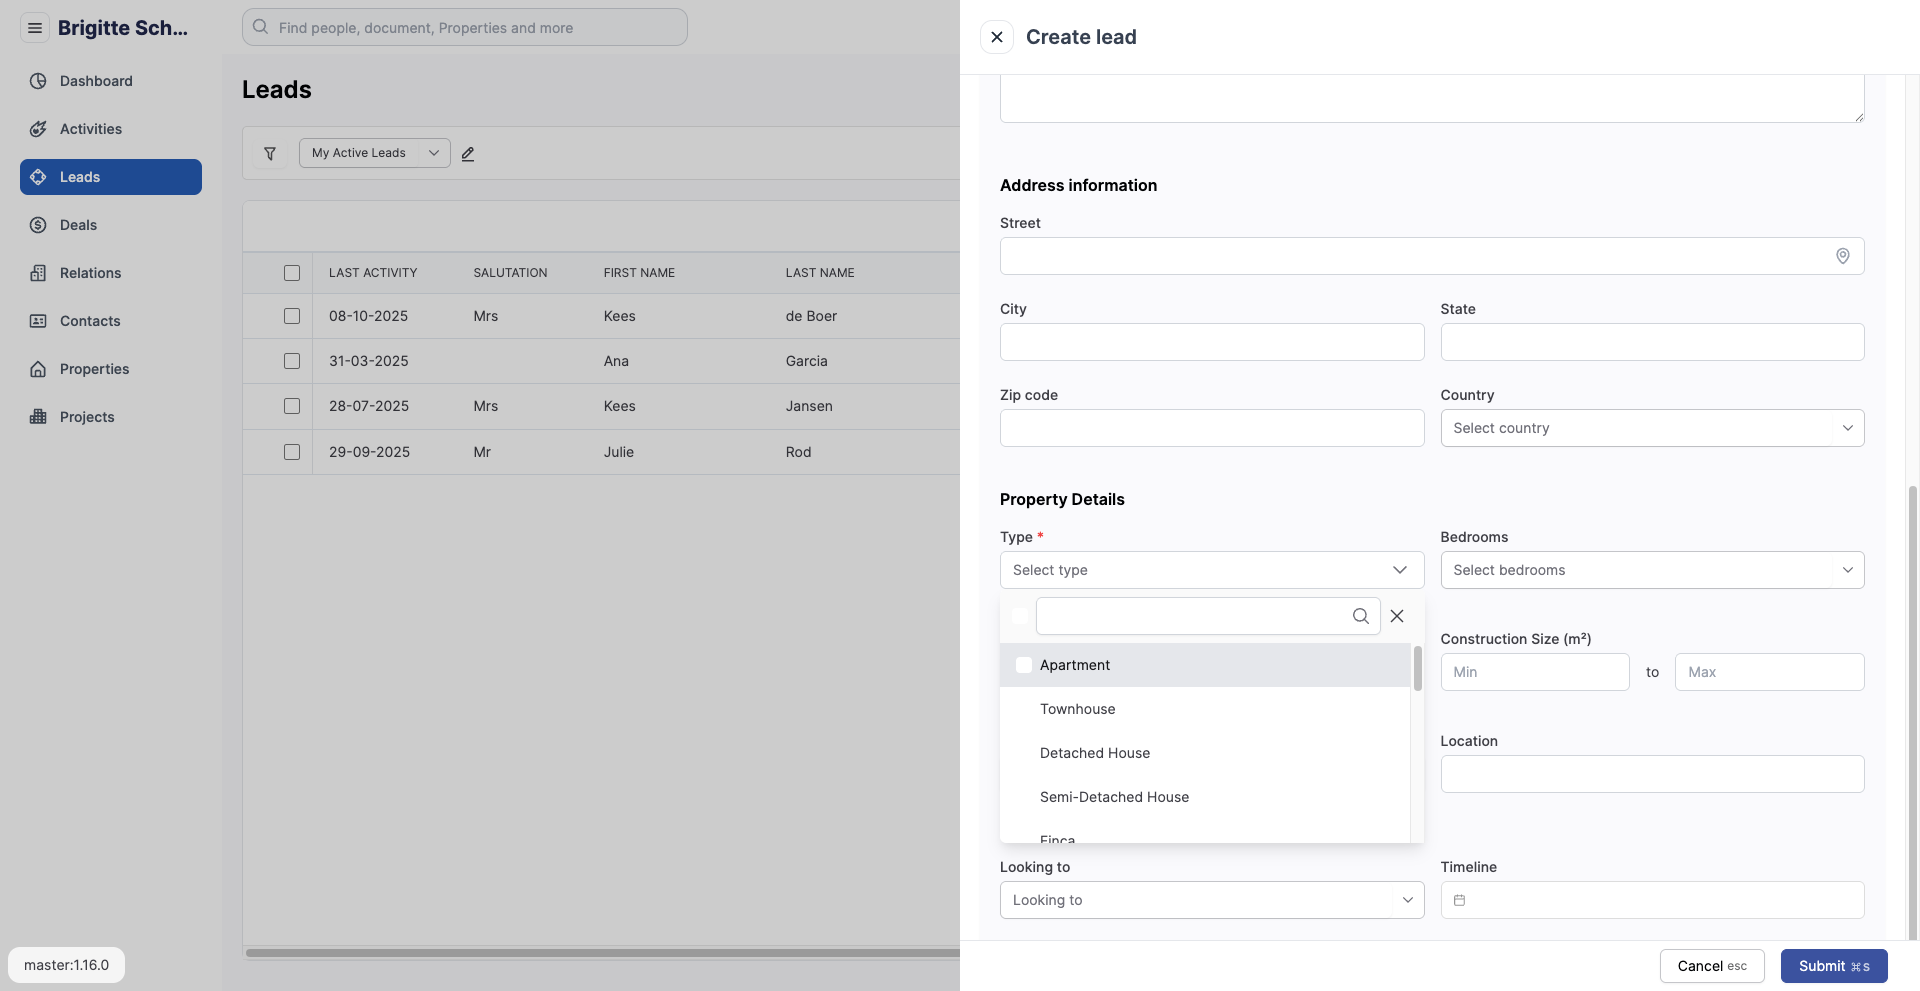 Brigitte Sch...
Find people, document, Properties and more
Dashboard
Activities
Leads
Deals
Relations
Contacts
Properties
Projects
master:1.16.0
Leads
My Active Leads
LAST ACTIVITY SALUTATION FIRST NAME LAST NAME
08-10-2025 Mrs Kees de Boer
31-03-2025 Ana Garcia
28-07-2025 Mrs Kees Jansen
29-09-2025 Mr Julie Rod
Create lead
Address information
Street
City State
Zip code Country
Select country
Property Details
Type * Bedrooms
Select type Select bedrooms
Apartment
Townhouse
Detached House
Semi-Detached House
Finca
Construction Size (m²)
Min to Max
Location
Looking to Timeline
Looking to
Cancel esc Submit ⌘S